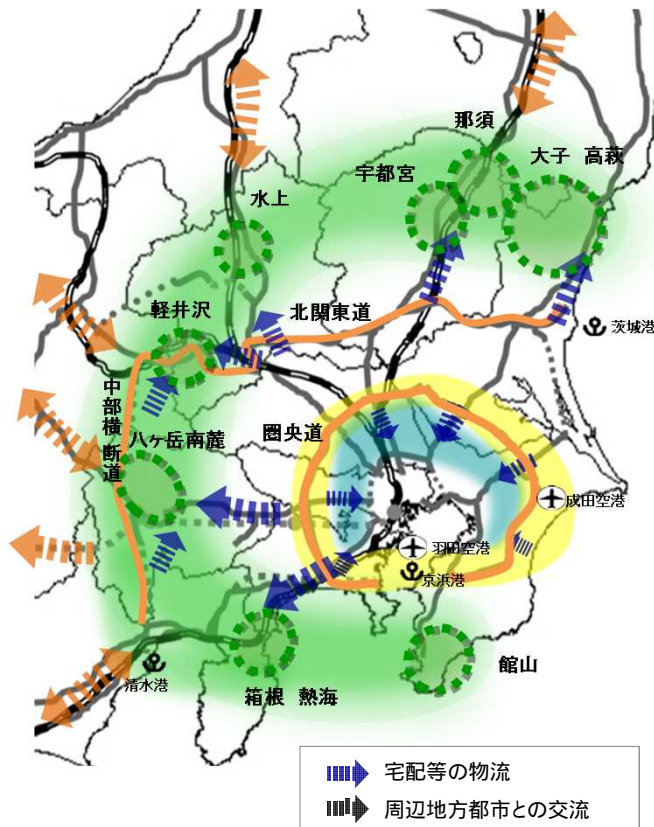 那須
大子 高萩
宇都宮
水上
軽井沢
北関東道
茨城港
中部横断道
八ヶ岳南麓
圏央道
成田空港
羽田空港
京浜港
清水港
箱根 熱海
館山
宅配等の物流
周辺地方都市との交流